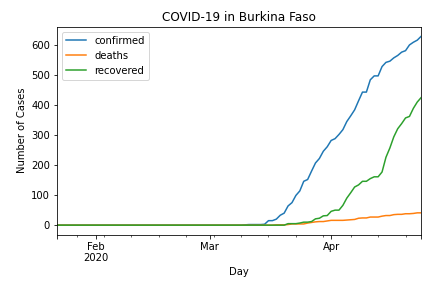 COVID-19 in Burkina Faso
confirmed
deaths
recovered
Number of Cases
600
500
400
300
200
100
0
Feb
2020
Mar
Apr
Day